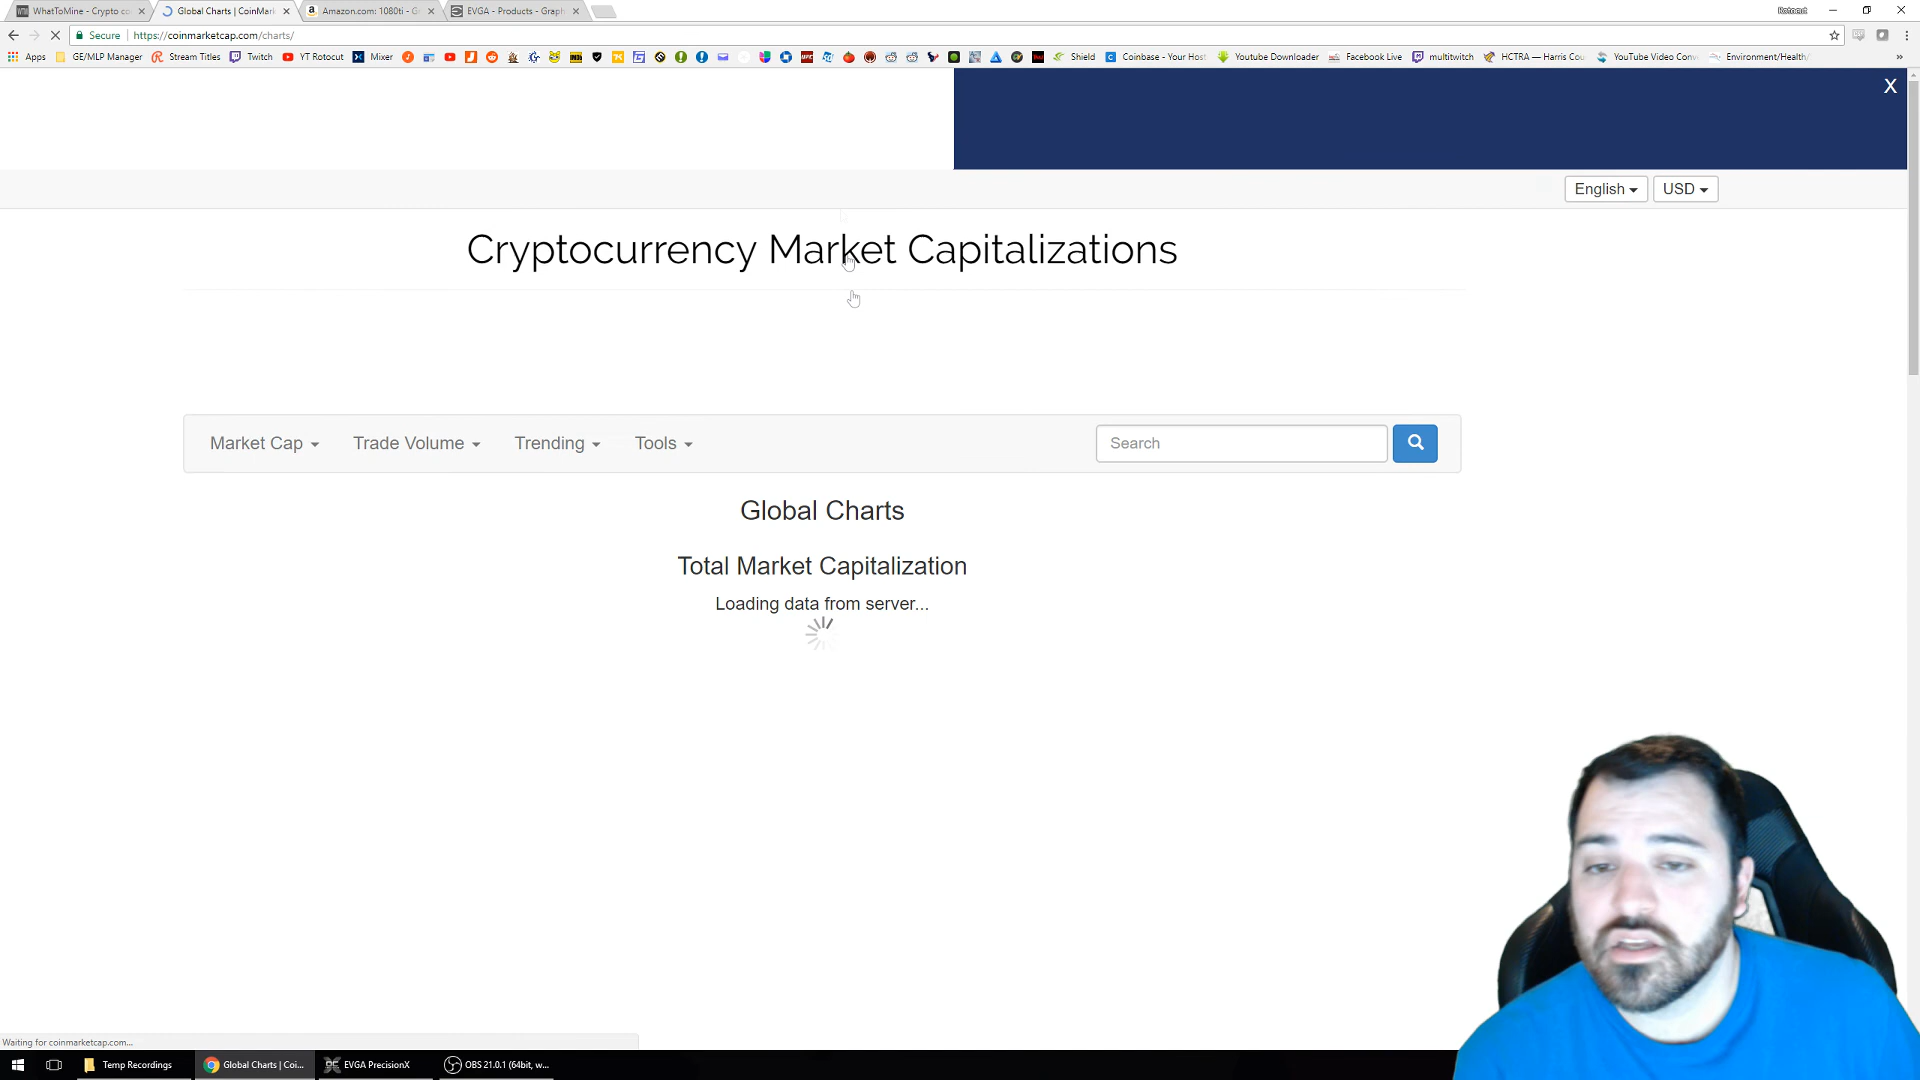 WhatToMine - Crypto co
Global Charts | CoinMark
Amazon.com: 1080ti - G
EVGA - Products - Graph
Rotocut
Secure
https://coinmarketcap.com/charts/
Apps
GE/MLP Manager
Stream Titles
Twitch
YT Rotocut
Mixer
Shield
Coinbase - Your Host
Youtube Downloader
Facebook Live
multitwitch
HCTRA — Harris Cou
YouTube Video Conv
Environment/Health/
X
English
USD
Cryptocurrency Market Capitalizations
Market Cap
Trade Volume
Trending
Tools
Search
Global Charts
Total Market Capitalization
Loading data from server...
Waiting for coinmarketcap.com...
Temp Recordings
Global Charts | Coi...
EVGA PrecisionX
OBS 21.0.1 (64bit, w...